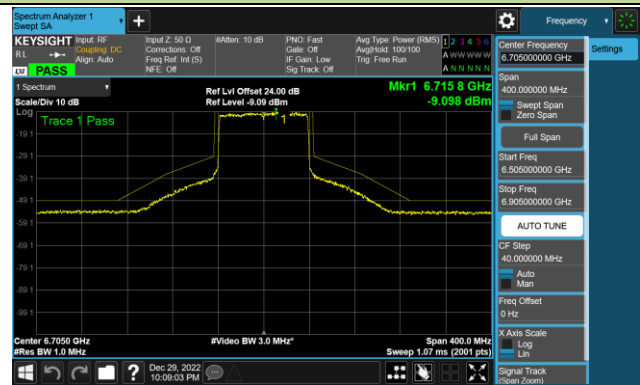 Spectrum Analyzer 1
Swept SA
Frequency
KEYSIGHT
Input: RF
Coupling: DC
Align: Auto
Input Z: 50 Ω
Corrections: Off
Freq Ref: Int (S)
NFE: Off
#Atten: 10 dB
PNO: Fast
Gate: Off
IF Gain: Low
Sig Track: Off
Avg Type: Power (RMS)
Avg|Hold: 100/100
Trig: Free Run
1 2 3 4 5 6
A W W W W W
A N N N N N
RL
LXI
PASS
1 Spectrum
Scale/Div 10 dB
Log
Ref Lvl Offset 24.00 dB
Ref Level -9.09 dBm
Mkr1 6.715 8 GHz
-9.098 dBm
Trace 1 Pass
1
-19.1
-29.1
-39.1
-49.1
-59.1
-69.1
-79.1
-89.1
-99.1
Center 6.7050 GHz
#Res BW 1.0 MHz
#Video BW 3.0 MHz*
Span 400.0 MHz
Sweep 1.07 ms (2001 pts)
Dec 29, 2022
10:09:03 PM
Center Frequency
6.705000000 GHz
Settings
Span
400.000000 MHz
Swept Span
Zero Span
Full Span
Start Freq
6.505000000 GHz
Stop Freq
6.905000000 GHz
AUTO TUNE
CF Step
40.000000 MHz
Auto
Man
Freq Offset
0 Hz
X Axis Scale
Log
Lin
Signal Track
(Span Zoom)